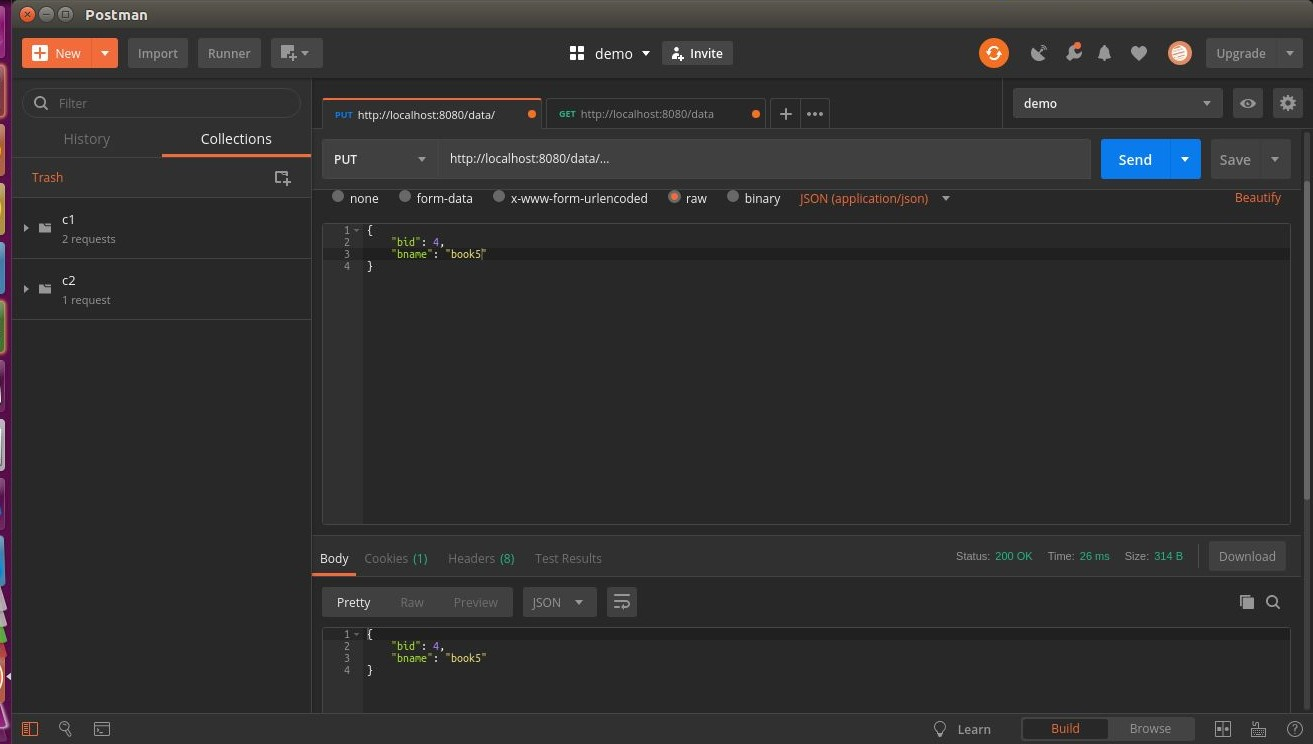 Postman
New Import Runner demo Invite Upgrade
Filter
History Collections
Trash
c1
2 requests
c2
1 request
PUT http://localhost:8080/data/ GET http://localhost:8080/data demo
PUT http://localhost:8080/data/... Send Save
none form-data x-www-form-urlencoded raw binary JSON (application/json) Beautify
1 {
2 "bid": 4,
3 "bname": "book5"
4 }
Body Cookies (1) Headers (8) Test Results Status: 200 OK Time: 26 ms Size: 314 B Download
Pretty Raw Preview JSON
1 {
2 "bid": 4,
3 "bname": "book5"
4 }
Learn Build Browse